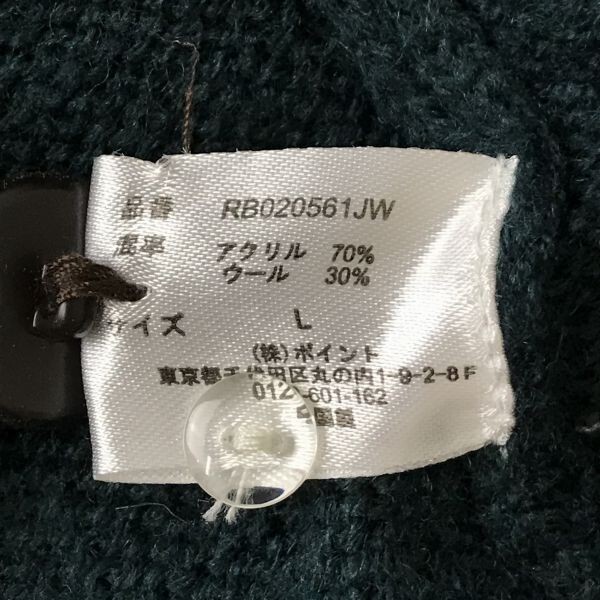 品番 RB020561JW
混率 アクリル 70%
ウール 30%
サイズ L
(株)ポイント
東京都千代田区丸の内1-9-2-8F
0120-601-162
中国製